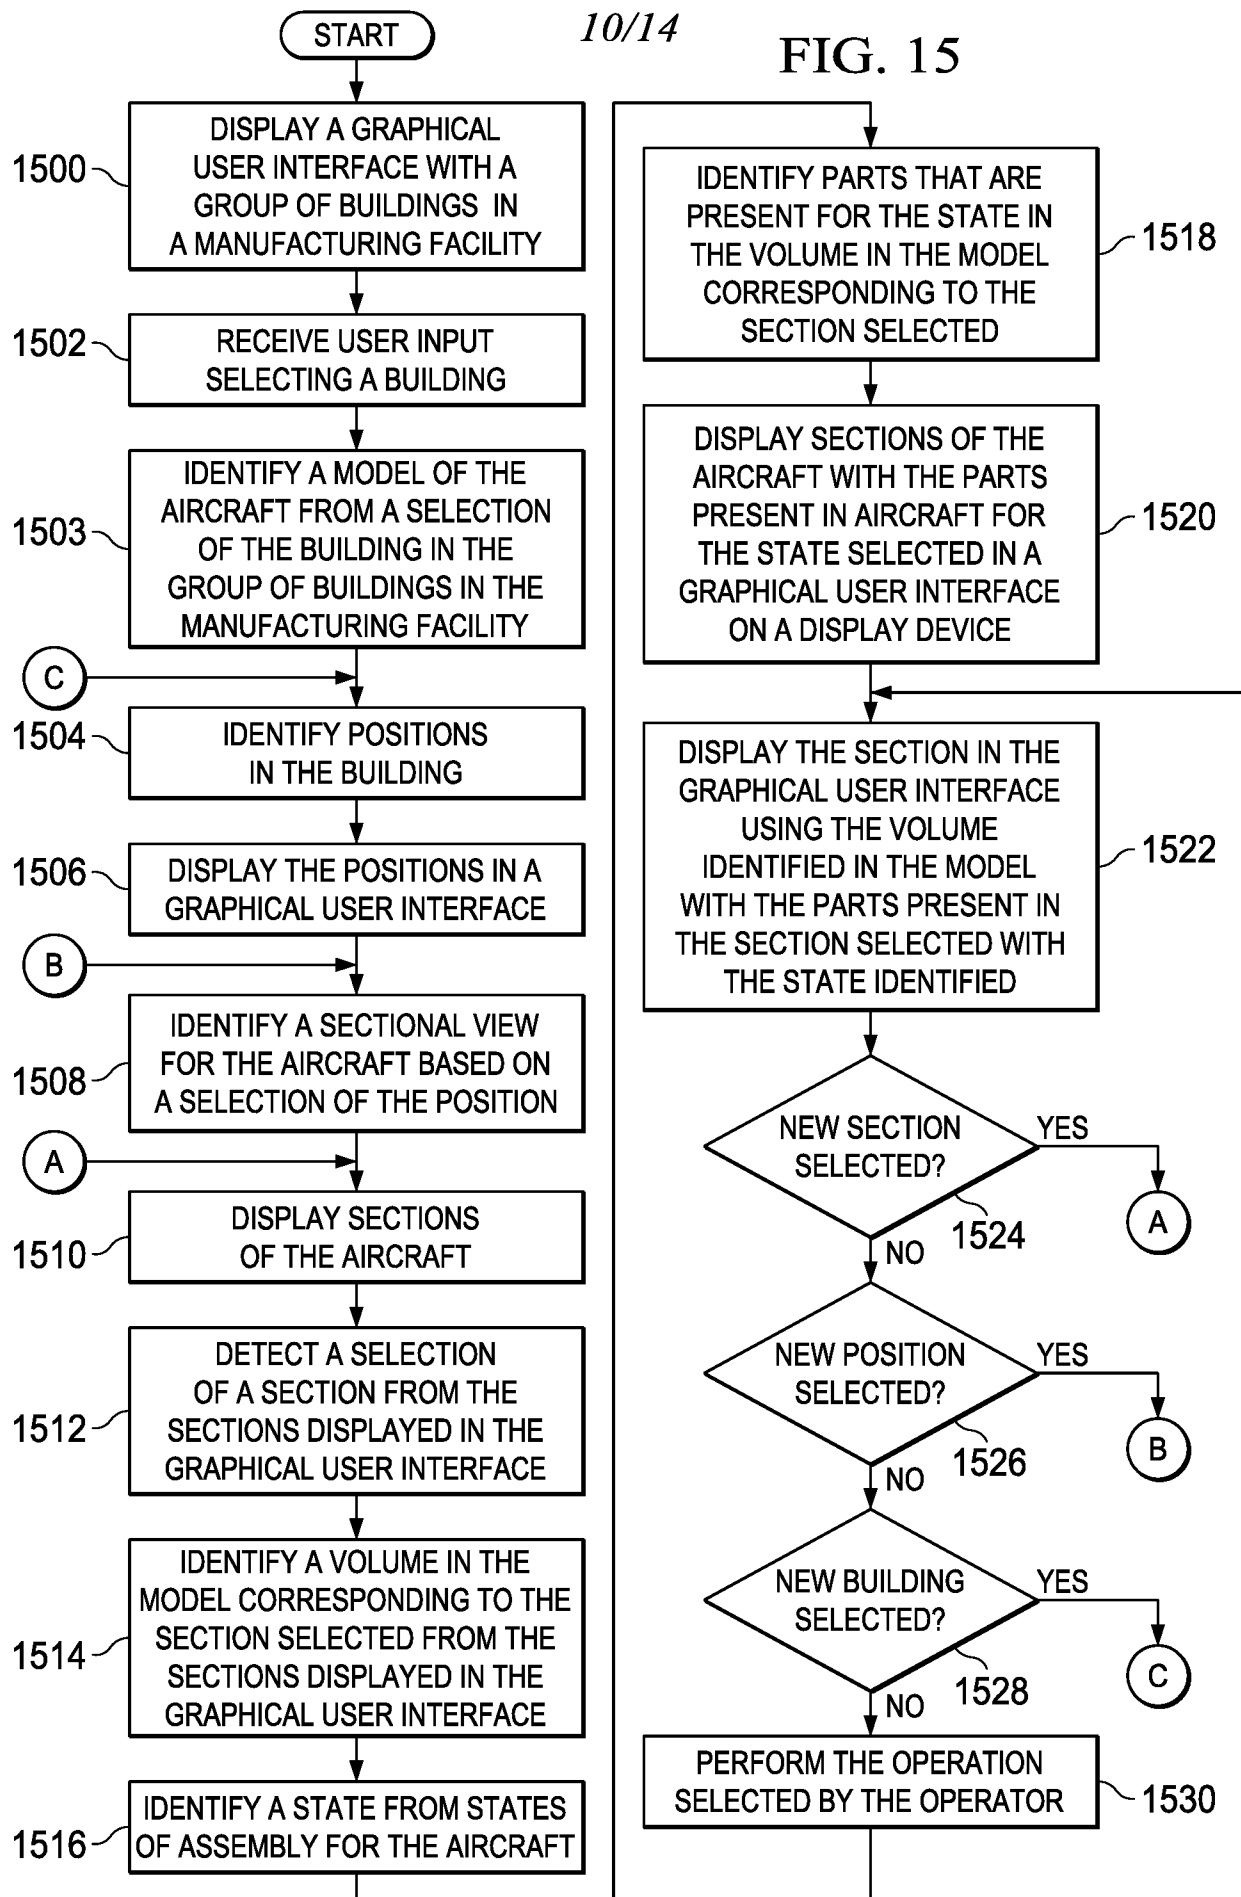 10/14
FIG. 15
START
1500
DISPLAY A GRAPHICAL
USER INTERFACE WITH A
GROUP OF BUILDINGS IN
A MANUFACTURING FACILITY
1502
RECEIVE USER INPUT
SELECTING A BUILDING
1503
IDENTIFY A MODEL OF THE
AIRCRAFT FROM A SELECTION
OF THE BUILDING IN THE
GROUP OF BUILDINGS IN THE
MANUFACTURING FACILITY
C
1504
IDENTIFY POSITIONS
IN THE BUILDING
1506
DISPLAY THE POSITIONS IN A
GRAPHICAL USER INTERFACE
B
1508
IDENTIFY A SECTIONAL VIEW
FOR THE AIRCRAFT BASED ON
A SELECTION OF THE POSITION
A
1510
DISPLAY SECTIONS
OF THE AIRCRAFT
1512
DETECT A SELECTION
OF A SECTION FROM THE
SECTIONS DISPLAYED IN THE
GRAPHICAL USER INTERFACE
1514
IDENTIFY A VOLUME IN THE
MODEL CORRESPONDING TO THE
SECTION SELECTED FROM THE
SECTIONS DISPLAYED IN THE
GRAPHICAL USER INTERFACE
1516
IDENTIFY A STATE FROM STATES
OF ASSEMBLY FOR THE AIRCRAFT
IDENTIFY PARTS THAT ARE
PRESENT FOR THE STATE IN
THE VOLUME IN THE MODEL
CORRESPONDING TO THE
SECTION SELECTED
1518
DISPLAY SECTIONS OF THE
AIRCRAFT WITH THE PARTS
PRESENT IN AIRCRAFT FOR
THE STATE SELECTED IN A
GRAPHICAL USER INTERFACE
ON A DISPLAY DEVICE
1520
DISPLAY THE SECTION IN THE
GRAPHICAL USER INTERFACE
USING THE VOLUME
IDENTIFIED IN THE MODEL
WITH THE PARTS PRESENT IN
THE SECTION SELECTED WITH
THE STATE IDENTIFIED
1522
NEW SECTION
SELECTED?
YES
A
1524
NO
NEW POSITION
SELECTED?
YES
B
1526
NO
NEW BUILDING
SELECTED?
YES
C
1528
NO
PERFORM THE OPERATION
SELECTED BY THE OPERATOR
1530